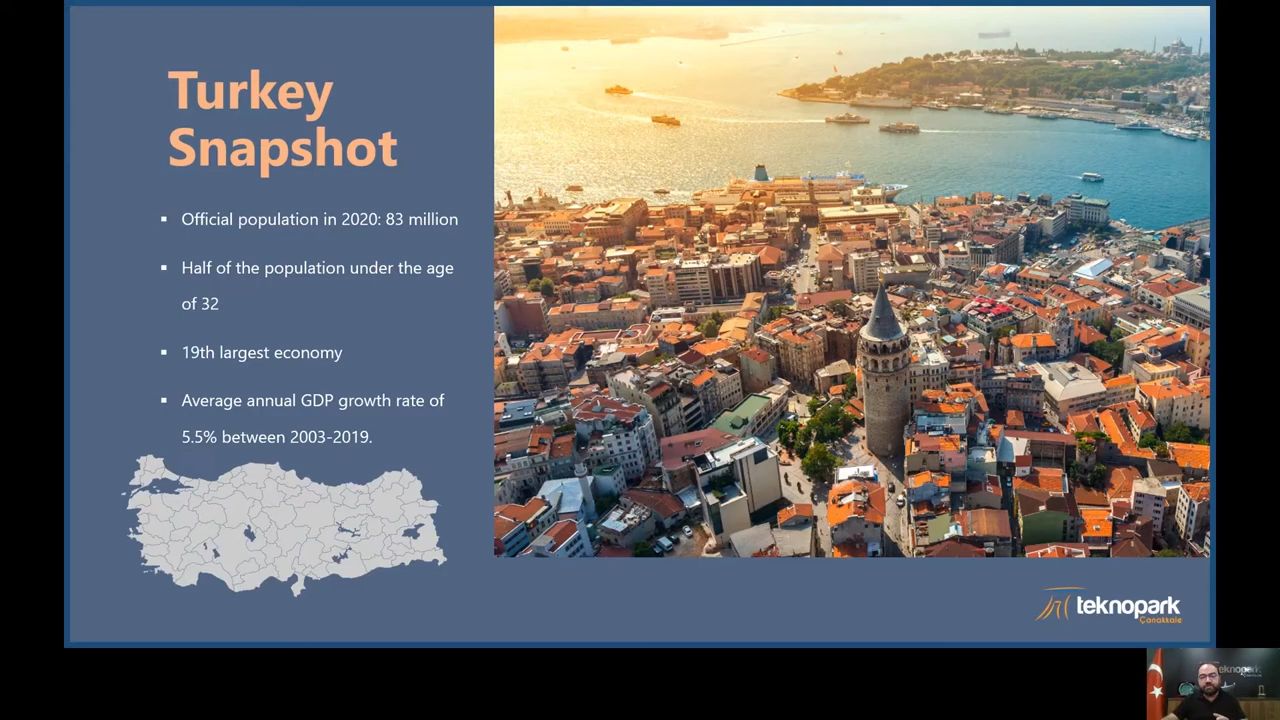 Turkey
Snapshot
▪ Official population in 2020: 83 million
▪ Half of the population under the age
of 32
▪ 19th largest economy
▪ Average annual GDP growth rate of
5.5% between 2003-2019.
teknopark
Çanakkale
teknopark